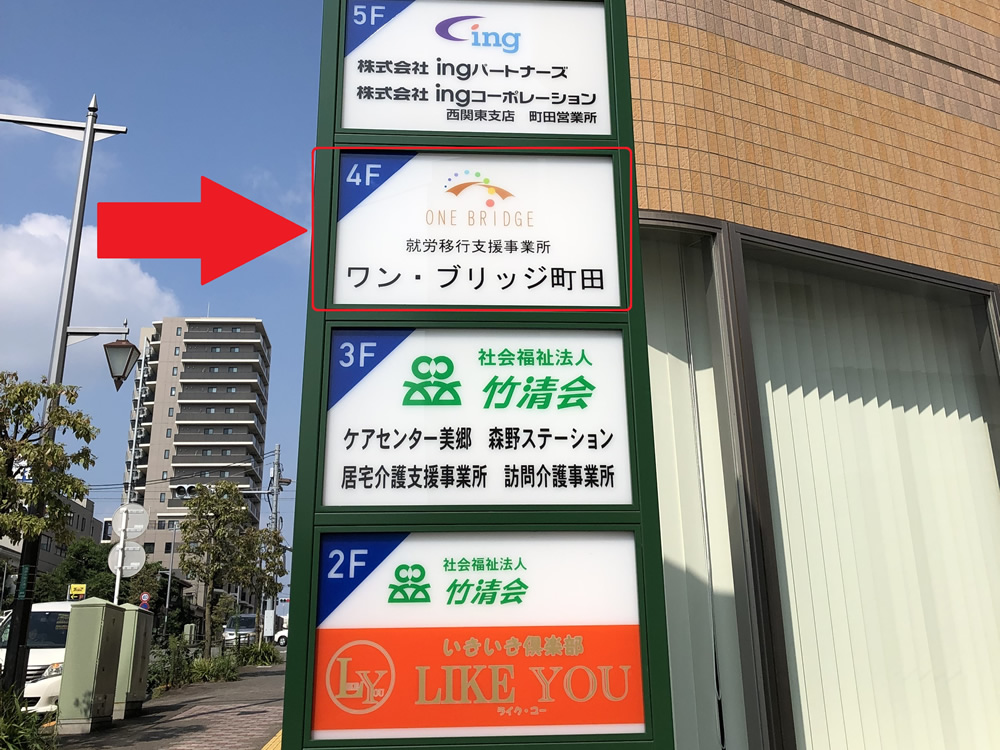 5F
ing
株式会社 ingパートナーズ
株式会社 ingコーポレーション
西関東支店　町田営業所
4F
ONE BRIDGE
就労移行支援事業所
ワン・ブリッジ町田
3F
社会福祉法人
竹清会
ケアセンター美郷　森野ステーション
居宅介護支援事業所　訪問介護事業所
2F
社会福祉法人
竹清会
いきいき倶楽部
LIKE YOU
ライク・ユー